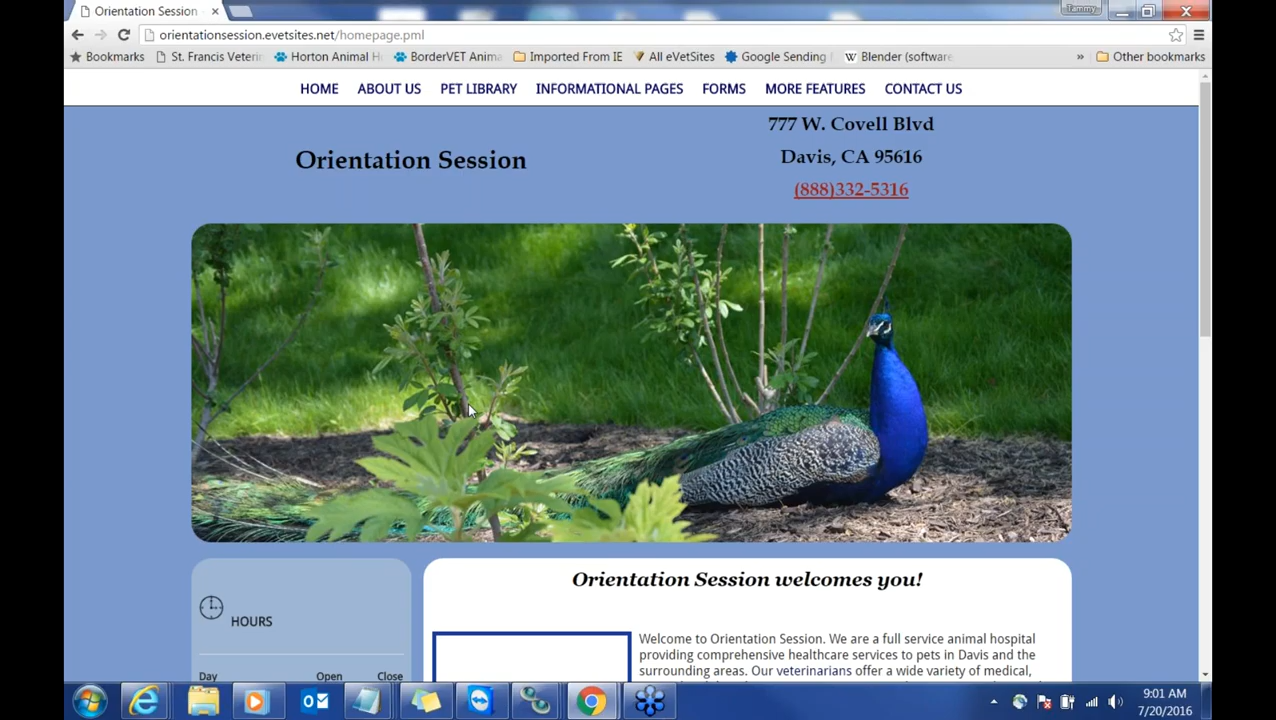 Orientation Session
Tammy
orientationsession.evetsites.net/homepage.pml
Bookmarks St. Francis Veterin Horton Animal H BorderVET Anima Imported From IE All eVetSites Google Sending Blender (software » Other bookmarks
HOME ABOUT US PET LIBRARY INFORMATIONAL PAGES FORMS MORE FEATURES CONTACT US
Orientation Session
777 W. Covell Blvd
Davis, CA 95616
(888)332-5316
HOURS
Day Open Close
Orientation Session welcomes you!
Welcome to Orientation Session. We are a full service animal hospital
providing comprehensive healthcare services to pets in Davis and the
surrounding areas. Our veterinarians offer a wide variety of medical,
9:01 AM
7/20/2016